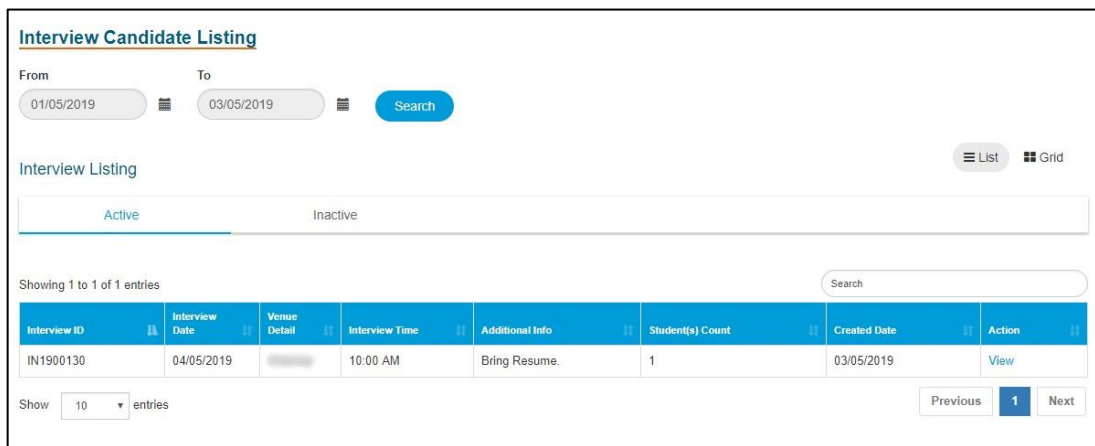 Interview Candidate Listing
From To
01/05/2019 03/05/2019 Search
List Grid
Interview Listing
Active Inactive
Showing 1 to 1 of 1 entries Search
Interview ID Interview Date Venue Detail Interview Time Additional Info Student(s) Count Created Date Action
IN1900130 04/05/2019 10:00 AM Bring Resume. 1 03/05/2019 View
Show 10 entries Previous 1 Next